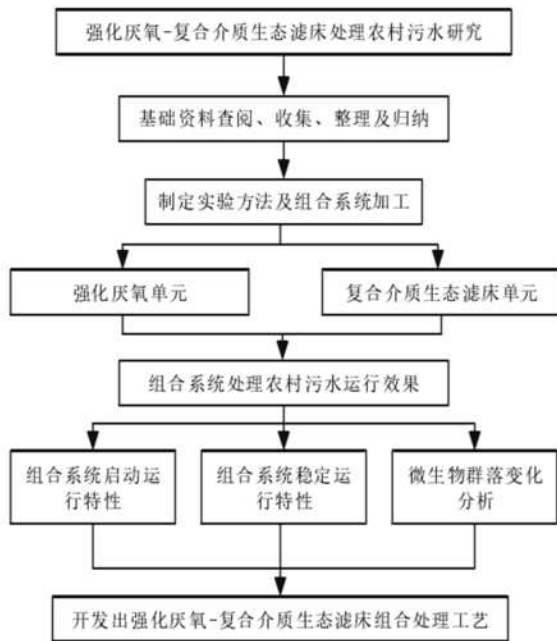 强化厌氧-复合介质生态滤床处理农村污水研究
基础资料查阅、收集、整理及归纳
制定实验方法及组合系统加工
强化厌氧单元
复合介质生态滤床单元
组合系统处理农村污水运行效果
组合系统启动运
行特性
组合系统稳定运
行特性
微生物群落变化
分析
开发出强化厌氧-复合介质生态滤床组合处理工艺